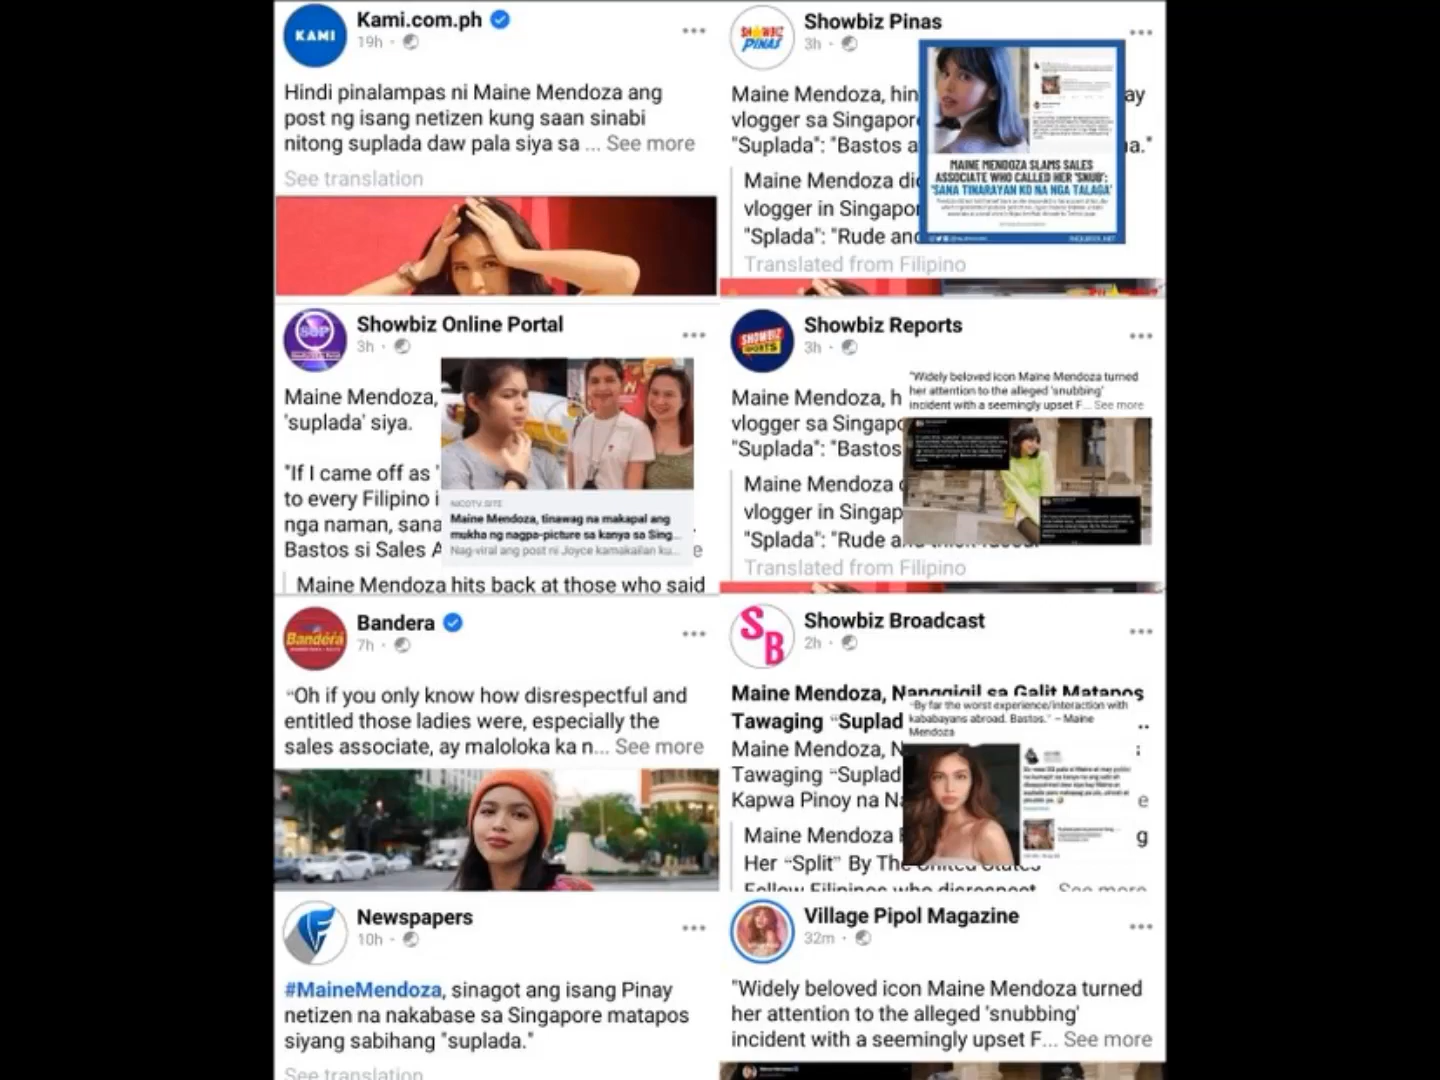 KAMI
Kami.com.ph
19h
Hindi pinalampas ni Maine Mendoza ang
post ng isang netizen kung saan sinabi
nitong suplada daw pala siya sa ... See more
See translation
SHOWBIZ
PINAS
Showbiz Pinas
3h
Maine Mendoza, hin
ay
vlogger sa Singapore
"Suplada": "Bastos a
na."
Maine Mendoza di
vlogger in Singapor
"Splada": "Rude and
Translated from Filipino
MAINE MENDOZA SLAMS SALES
ASSOCIATE WHO CALLED HER 'SNUB':
'SANA TINARAYAN KO NA NGA TALAGA'
INQUIRER.NET
SOP
Showbiz Online Portal
3h
Maine Mendoza,
'suplada' siya.
"If I came off as '
to every Filipino i
nga naman, sana
Bastos si Sales A
e
Maine Mendoza hits back at those who said
NICOTV.SITE
Maine Mendoza, tinawag na makapal ang
mukha ng nagpa-picture sa kanya sa Sing...
Nag-viral ang post ni Joyce kamakailan ku...
SHOWBIZ
REPORTS
Showbiz Reports
3h
Maine Mendoza, h
vlogger sa Singapo
"Suplada": "Bastos
Maine Mendoza
vlogger in Singap
"Splada": "Rude
Translated from Filipino
"Widely beloved icon Maine Mendoza turned
her attention to the alleged 'snubbing'
incident with a seemingly upset F... See more
Bandera
Bandera
7h
"Oh if you only know how disrespectful and
entitled those ladies were, especially the
sales associate, ay maloloka ka n... See more
SB
Showbiz Broadcast
2h
Maine Mendoza, Nanggigil sa Galit Matapos
Tawaging "Suplad
..
Maine Mendoza, N
Tawaging "Suplad
Kapwa Pinoy na Na
e
Maine Mendoza
g
Her "Split" By The United States
Fellow Filipinos who disrespect... See more
"By far the worst experience/interaction with
kababayans abroad. Bastos." – Maine
Mendoza
Newspapers
10h
#MaineMendoza, sinagot ang isang Pinay
netizen na nakabase sa Singapore matapos
siyang sabihang "suplada."
See translation
Village Pipol Magazine
32m
"Widely beloved icon Maine Mendoza turned
her attention to the alleged 'snubbing'
incident with a seemingly upset F... See more